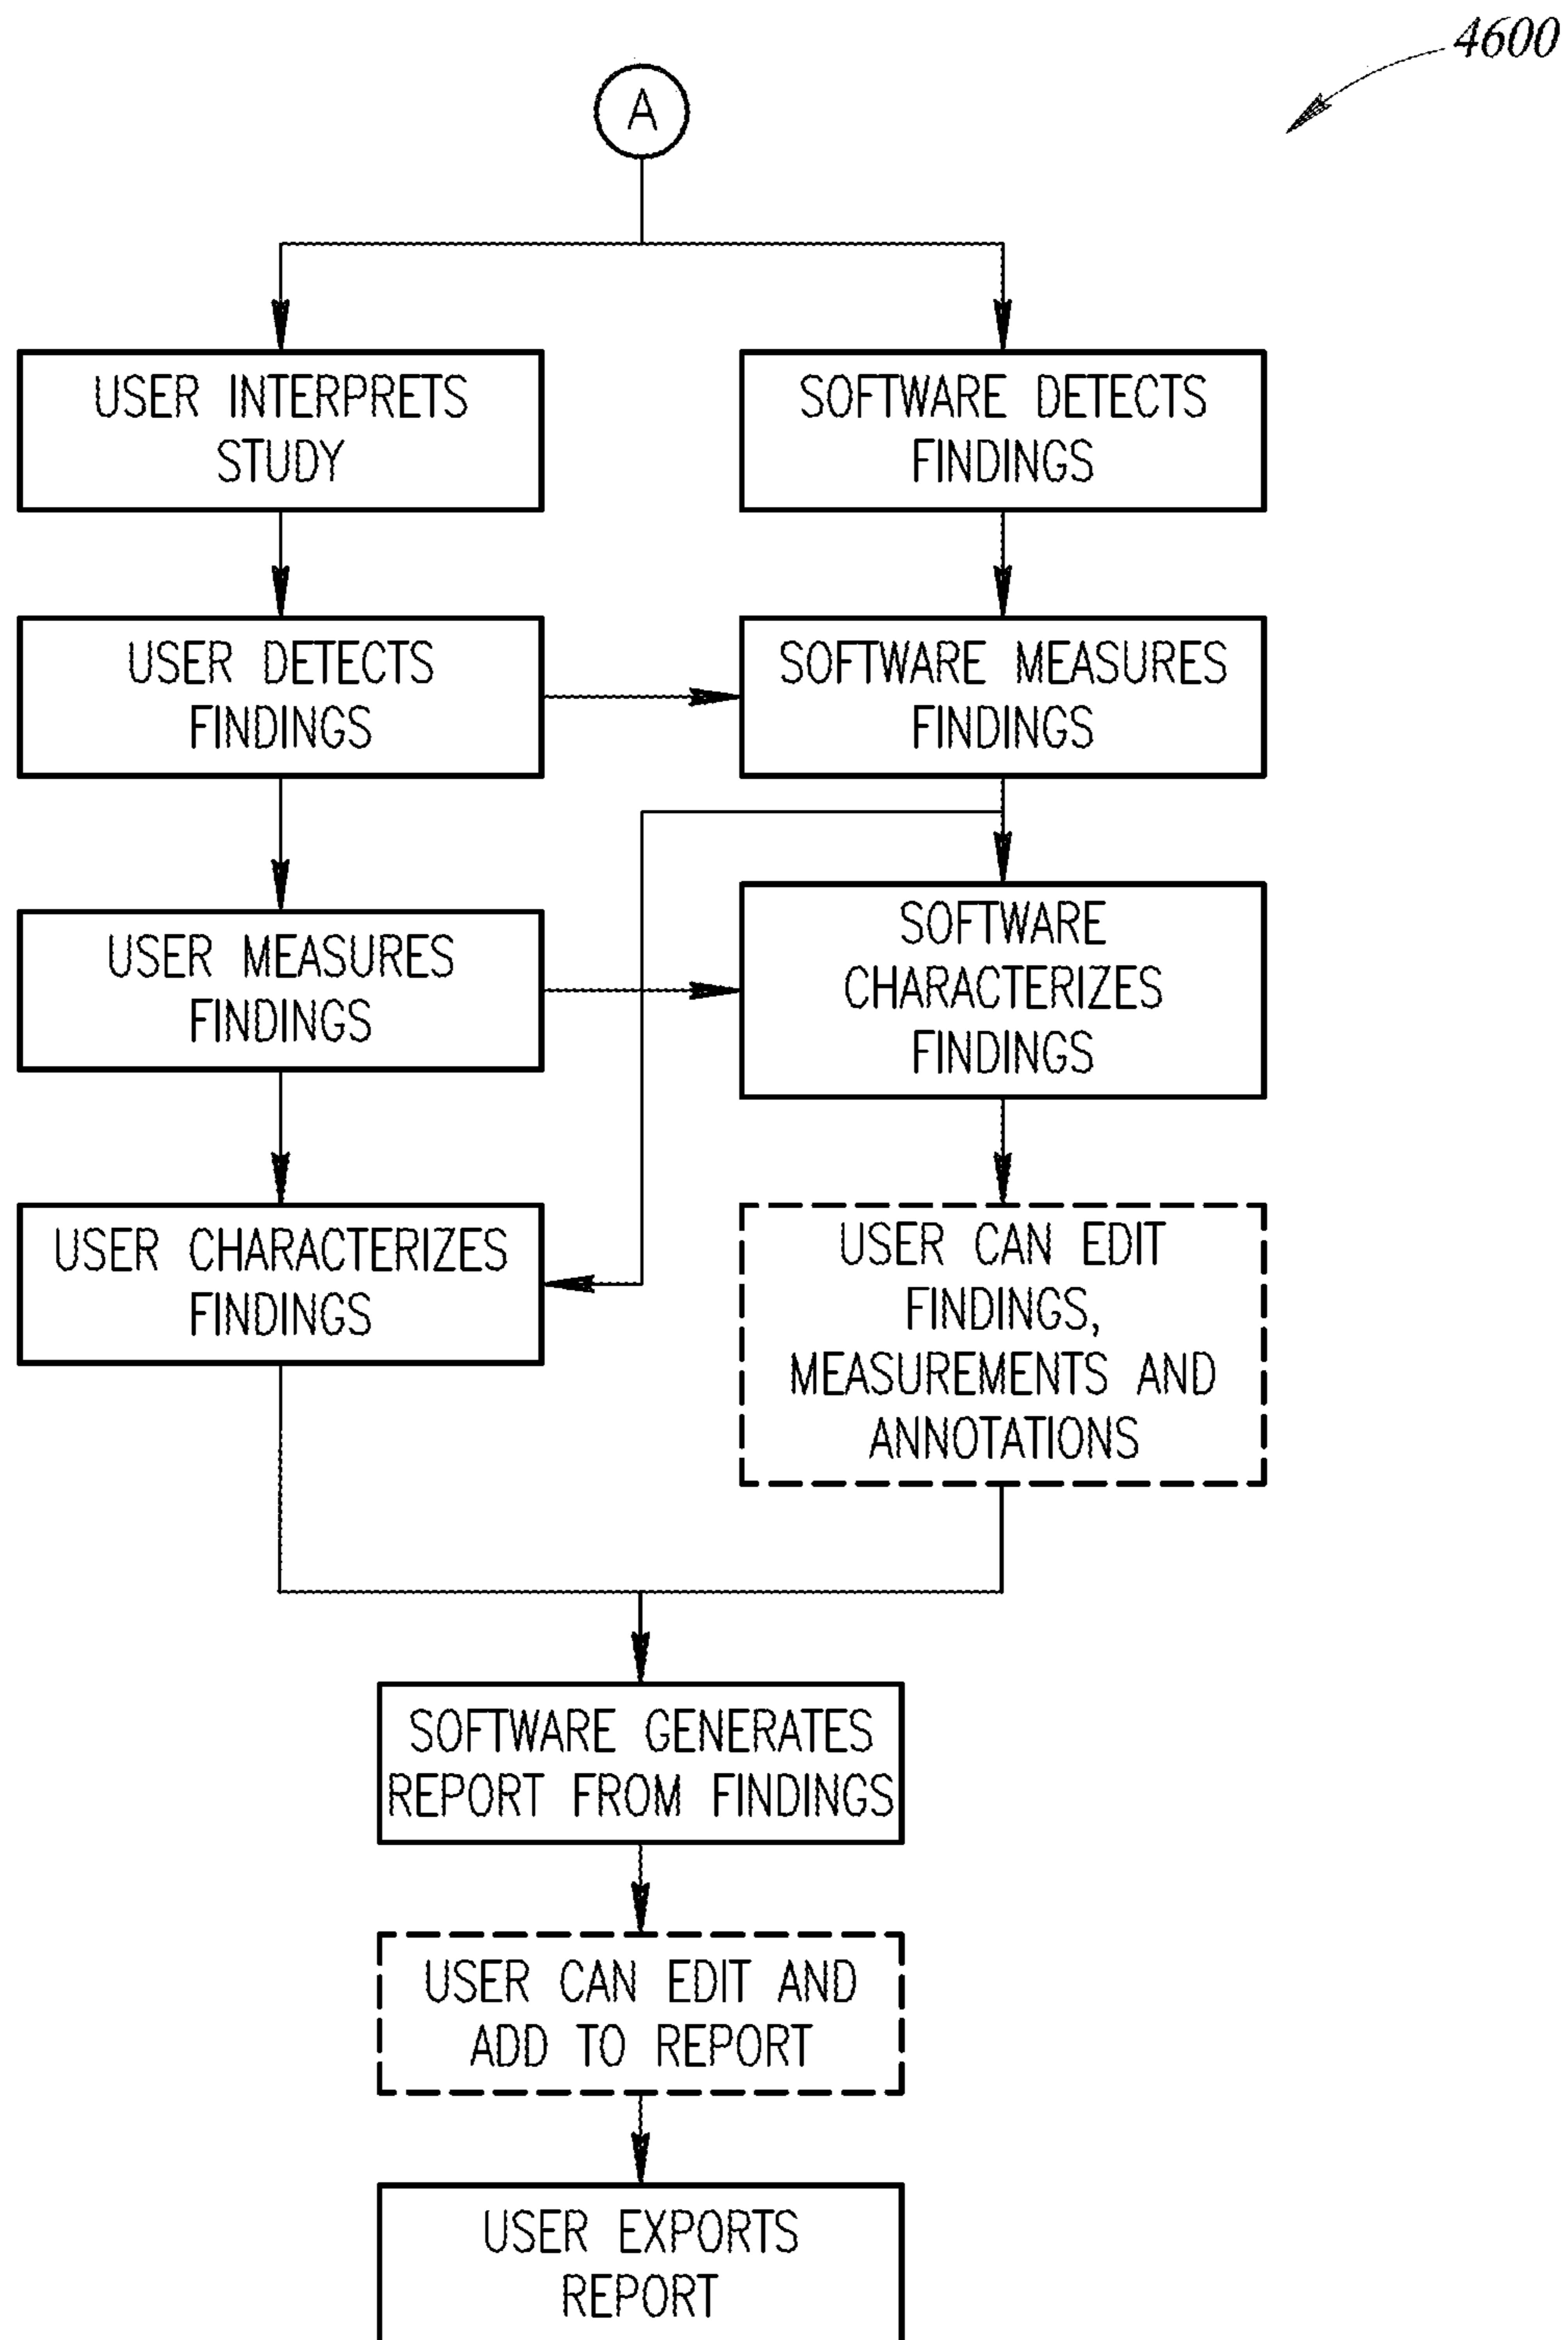 4600
A
USER INTERPRETS
STUDY
SOFTWARE DETECTS
FINDINGS
USER DETECTS
FINDINGS
SOFTWARE MEASURES
FINDINGS
USER MEASURES
FINDINGS
SOFTWARE
CHARACTERIZES
FINDINGS
USER CHARACTERIZES
FINDINGS
USER CAN EDIT
FINDINGS,
MEASUREMENTS AND
ANNOTATIONS
SOFTWARE GENERATES
REPORT FROM FINDINGS
USER CAN EDIT AND
ADD TO REPORT
USER EXPORTS
REPORT